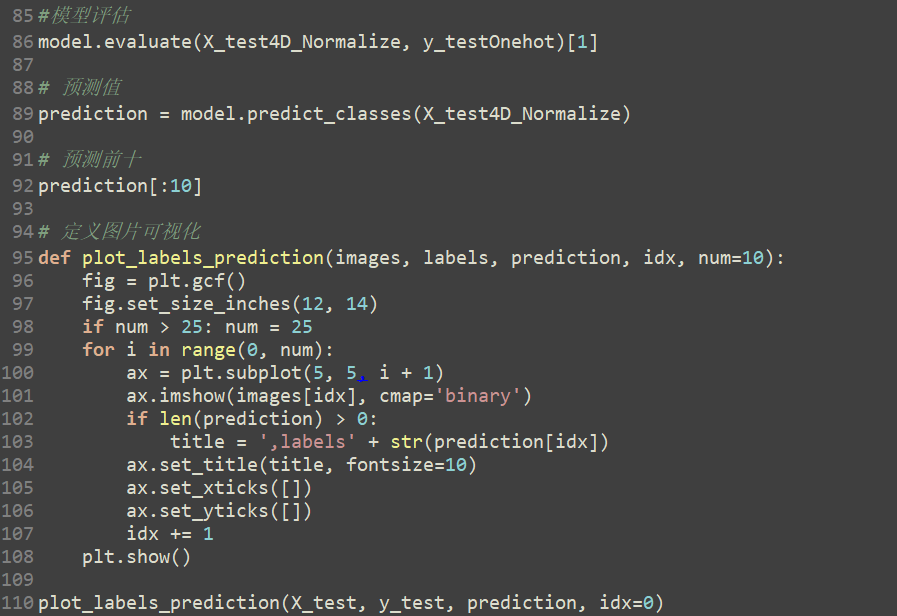 85 #模型评估
86 model.evaluate(X_test4D_Normalize, y_testOnehot)[1]
87
88 # 预测值
89 prediction = model.predict_classes(X_test4D_Normalize)
90
91 # 预测前十
92 prediction[:10]
93
94 # 定义图片可视化
95 def plot_labels_prediction(images, labels, prediction, idx, num=10):
96     fig = plt.gcf()
97     fig.set_size_inches(12, 14)
98     if num > 25: num = 25
99     for i in range(0, num):
100         ax = plt.subplot(5, 5, i + 1)
101         ax.imshow(images[idx], cmap='binary')
102         if len(prediction) > 0:
103             title = ',labels' + str(prediction[idx])
104         ax.set_title(title, fontsize=10)
105         ax.set_xticks([])
106         ax.set_yticks([])
107         idx += 1
108     plt.show()
109
110 plot_labels_prediction(X_test, y_test, prediction, idx=0)